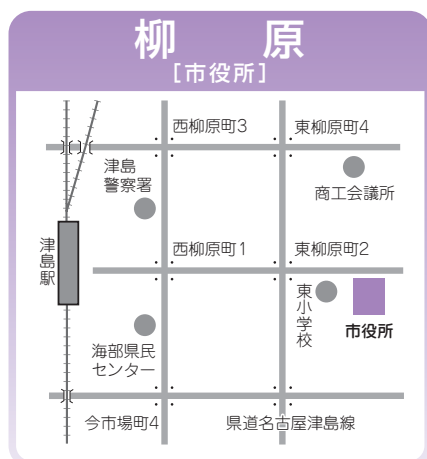 柳 原
[市役所]
西柳原町3
東柳原町4
津島
警察署
商工会議所
津島駅
西柳原町1
東柳原町2
東小学校
市役所
海部県民
センター
今市場町4
県道名古屋津島線